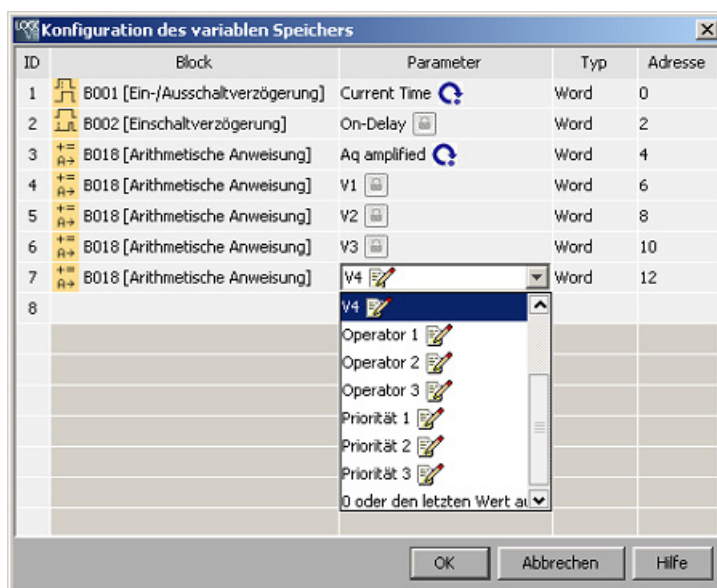 Konfiguration des variablen Speichers
ID Block Parameter Typ Adresse
1 B001 [Ein-/Ausschaltverzögerung] Current Time Word 0
2 B002 [Einschaltverzögerung] On-Delay Word 2
3 B018 [Arithmetische Anweisung] Aq amplified Word 4
4 B018 [Arithmetische Anweisung] V1 Word 6
5 B018 [Arithmetische Anweisung] V2 Word 8
6 B018 [Arithmetische Anweisung] V3 Word 10
7 B018 [Arithmetische Anweisung] V4 Word 12
8 V4
Operator 1
Operator 2
Operator 3
Priorität 1
Priorität 2
Priorität 3
0 oder den letzten Wert
OK Abbrechen Hilfe